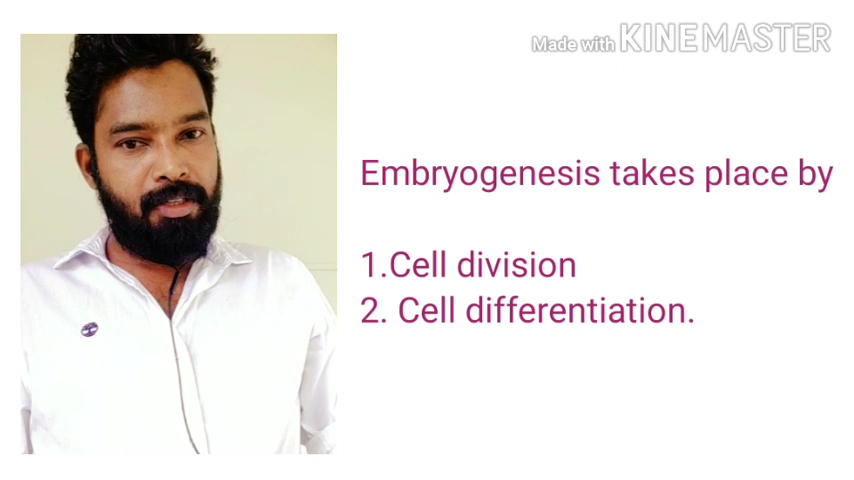 Made with KINEMASTER
Embryogenesis takes place by
1.Cell division
2. Cell differentiation.